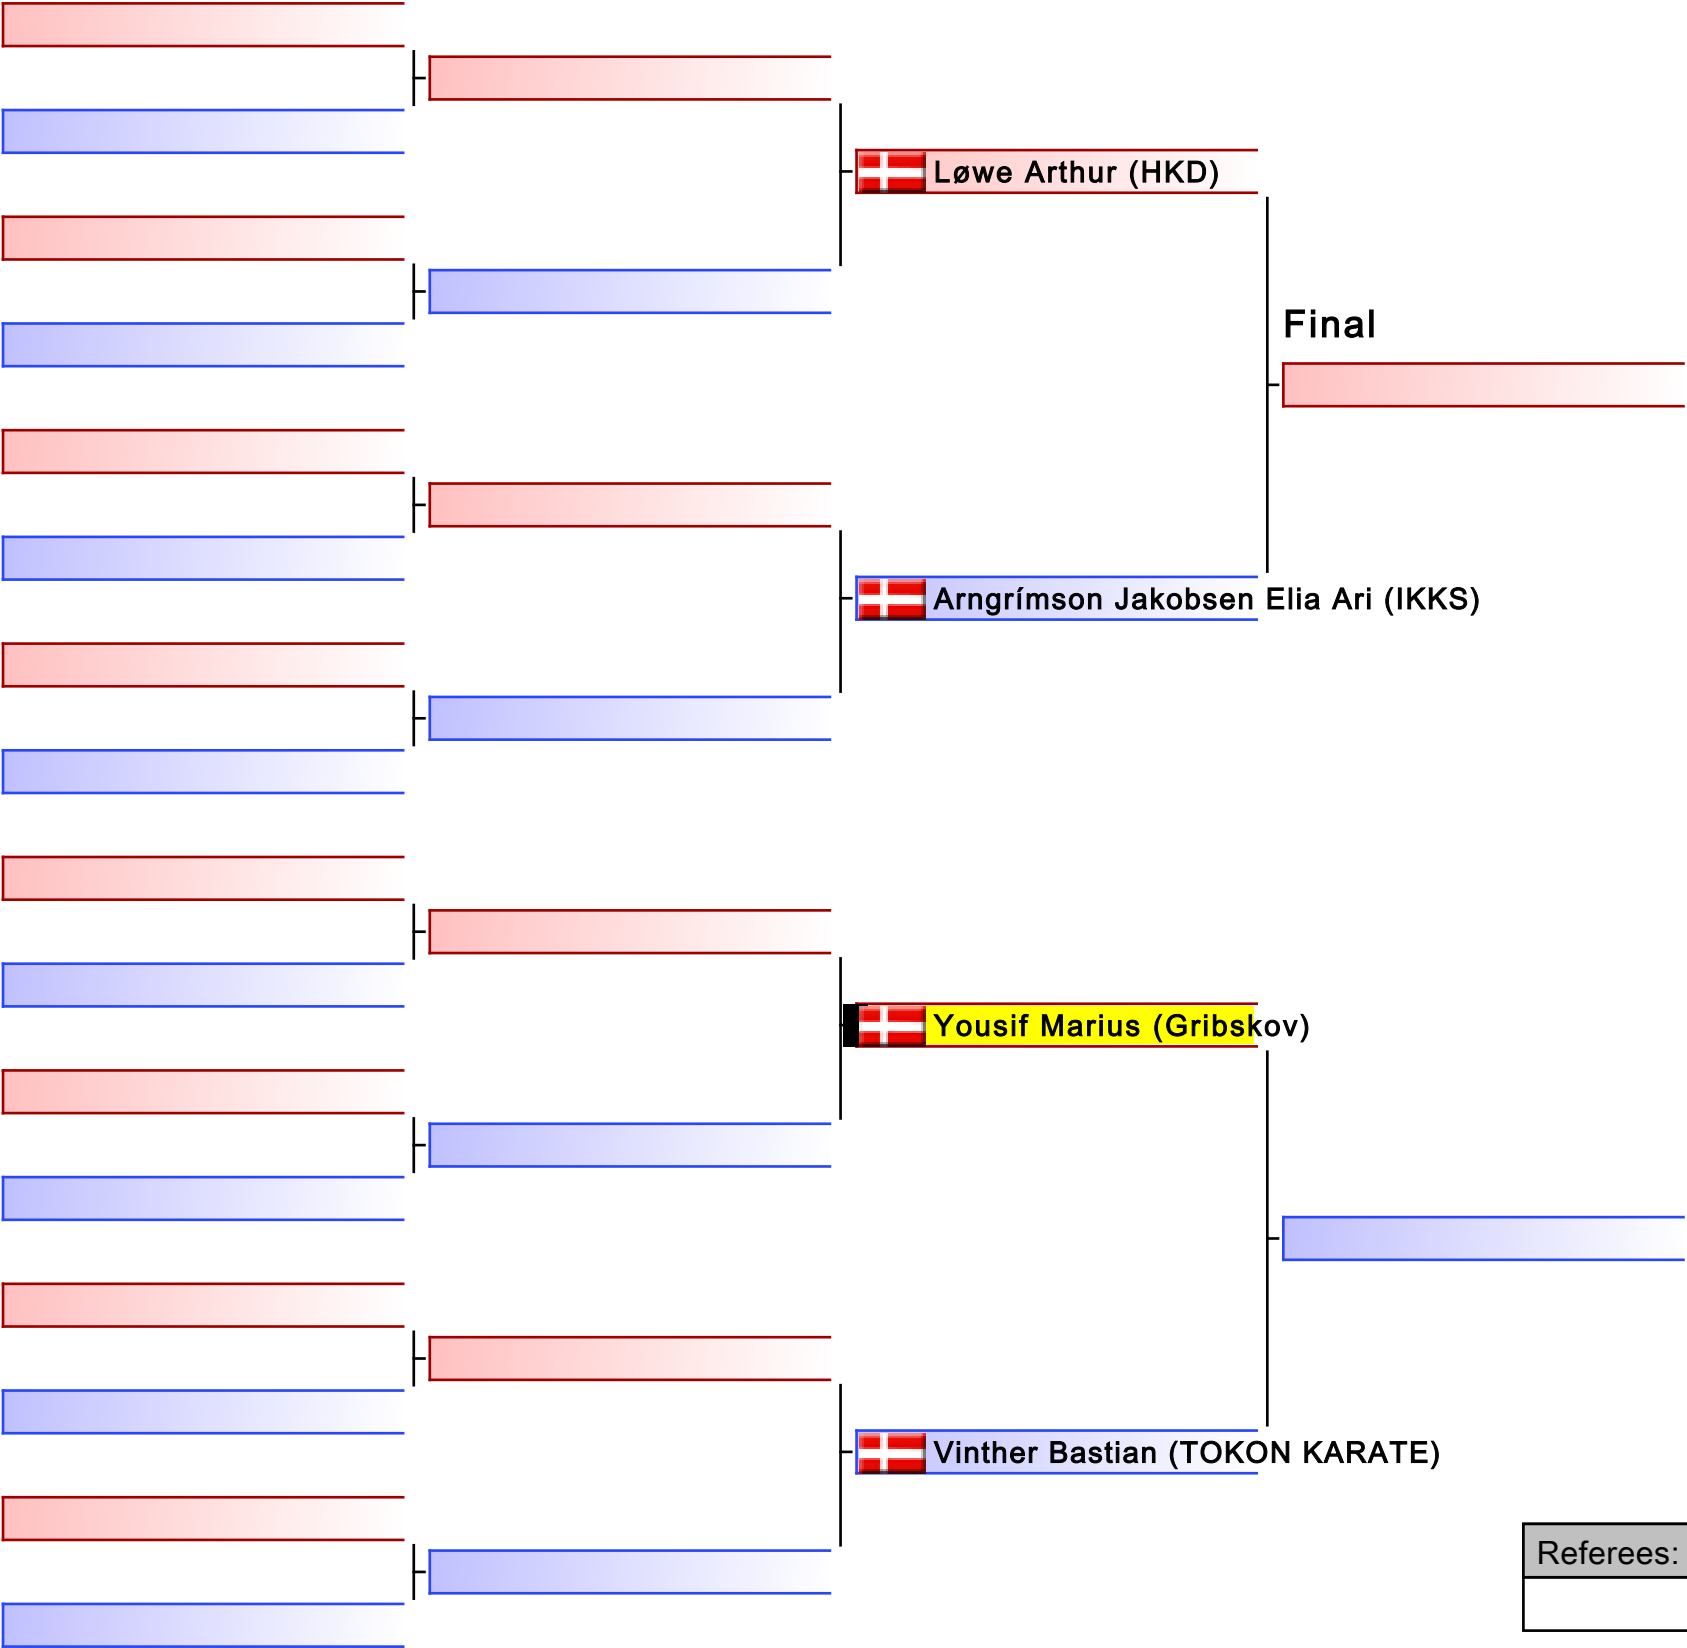 Løwe Arthur (HKD)
Final
Arngrímson Jakobsen Elia Ari (IKKS)
Yousif Marius (Gribskov)
Vinther Bastian (TOKON KARATE)
Referees: